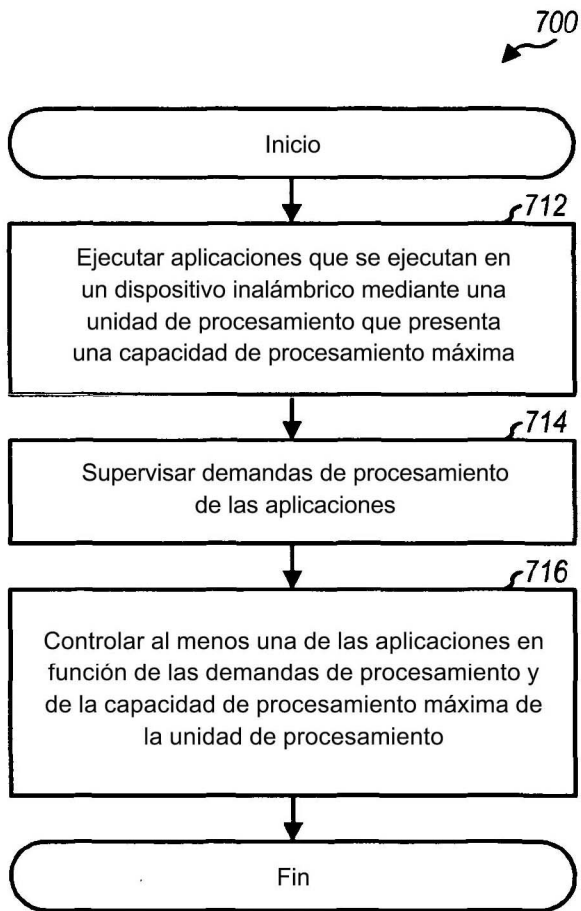 700
Inicio
712
Ejecutar aplicaciones que se ejecutan en
un dispositivo inalámbrico mediante una
unidad de procesamiento que presenta
una capacidad de procesamiento máxima
714
Supervisar demandas de procesamiento
de las aplicaciones
716
Controlar al menos una de las aplicaciones en
función de las demandas de procesamiento y
de la capacidad de procesamiento máxima de
la unidad de procesamiento
Fin